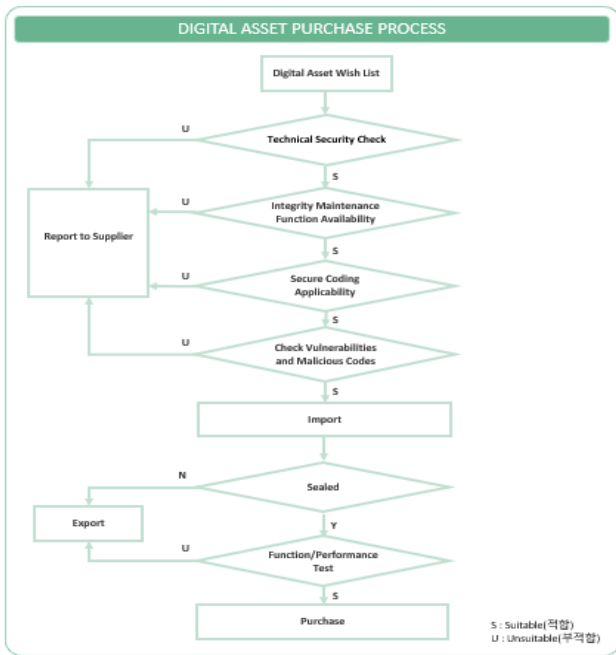 DIGITAL ASSET PURCHASE PROCESS
Digital Asset Wish List
U
Technical Security Check
S
U
Integrity Maintenance
Function Availability
Report to Supplier
S
U
Secure Coding
Applicability
S
U
Check Vulnerabilities
and Malicious Codes
S
Import
N
Sealed
Export
Y
U
Function/Performance
Test
S
Purchase
S : Suitable(적합)
U : Unsuitable(부적합)